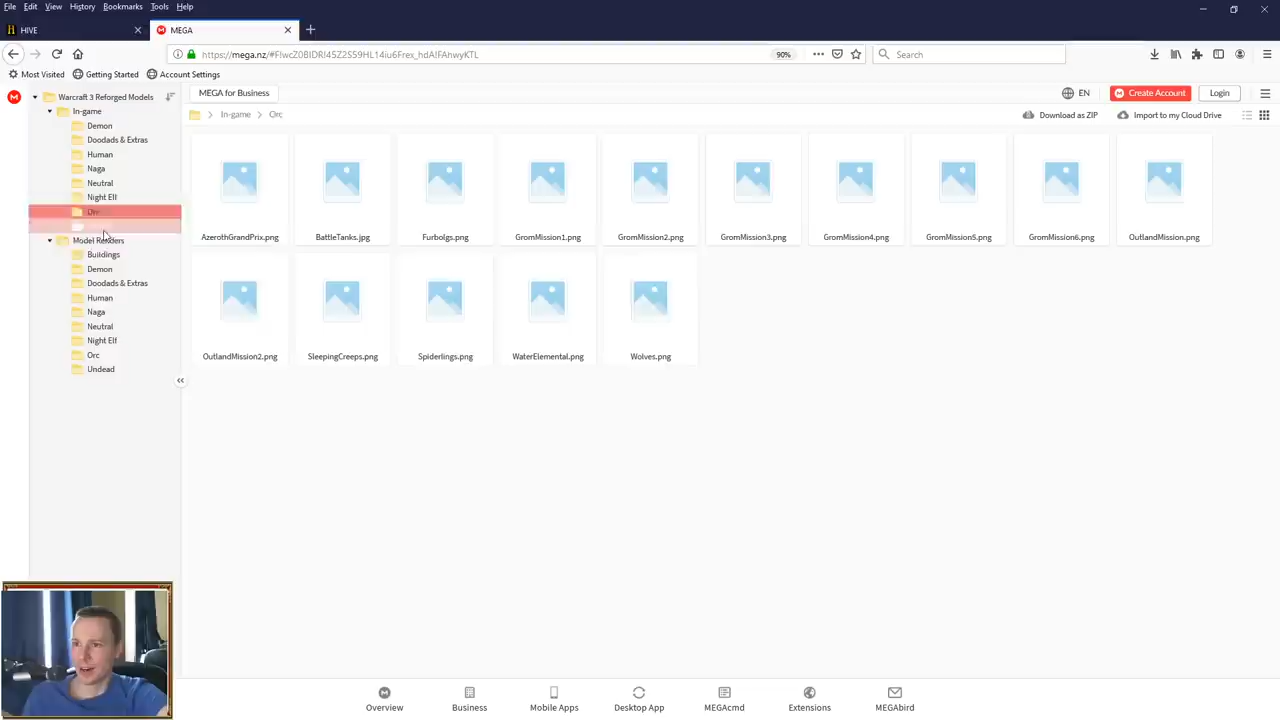 File Edit View History Bookmarks Tools Help
HIVE
MEGA
https://mega.nz/#F!wcZ0BIDR!45Z2S59HL14iu6Frex_hdA!FAhwyKTL
90%
Search
Most Visited Getting Started Account Settings
Warcraft 3 Reforged Models
MEGA for Business
EN
Create Account
Login
In-game
In-game > Orc
Download as ZIP
Import to my Cloud Drive
Demon
Doodads & Extras
Human
Naga
Neutral
Night Elf
Orc
Model Renders
Buildings
Demon
Doodads & Extras
Human
Naga
Neutral
Night Elf
Orc
Undead
AzerothGrandPrix.png BattleTanks.jpg Furbolgs.png GromMission1.png GromMission2.png GromMission3.png GromMission4.png GromMission5.png GromMission6.png OutlandMission.png
OutlandMission2.png SleepingCreeps.png Spiderlings.png WaterElemental.png Wolves.png
Overview Business Mobile Apps Desktop App MEGAcmd Extensions MEGAbird